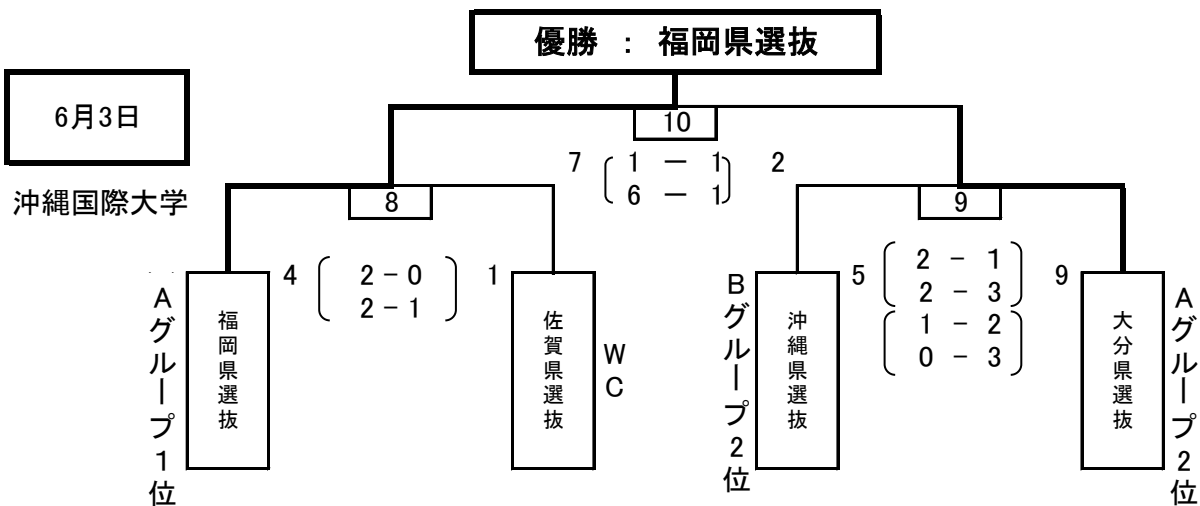 優勝 : 福岡県選抜
6月3日
沖縄国際大学
10
7 1 ー 1 2
6 ー 1
8
9
4 2 - 0 1
2 - 1
5 2 - 1 9
2 - 3
1 - 2
0 - 3
Aグループ1位
福岡県選抜
佐賀県選抜
WC
Bグループ2位
沖縄県選抜
大分県選抜
Aグループ2位